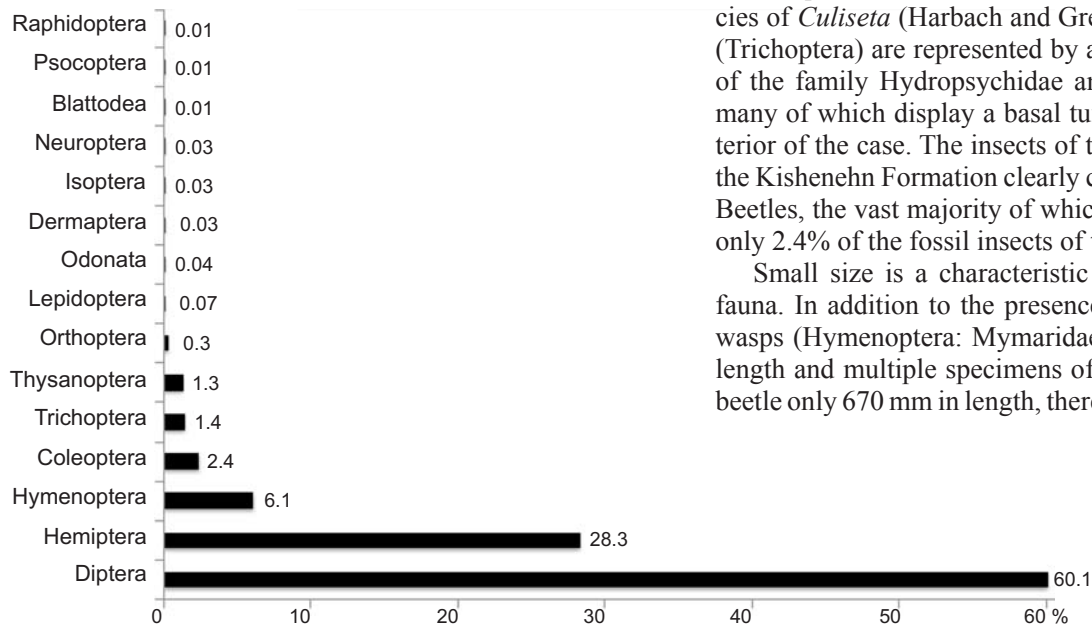 Raphidoptera 0.01
Psocoptera 0.01
Blattodea 0.01
Neuroptera 0.03
Isoptera 0.03
Dermaptera 0.03
Odonata 0.04
Lepidoptera 0.07
Orthoptera 0.3
Thysanoptera 1.3
Trichoptera 1.4
Coleoptera 2.4
Hymenoptera 6.1
Hemiptera 28.3
Diptera 60.1
0 10 20 30 40 50 60 %
cies of Culiseta (Harbach and Gre
(Trichoptera) are represented by a
of the family Hydropsychidae an
many of which display a basal tu
terior of the case. The insects of t
the Kishenehn Formation clearly c
Beetles, the vast majority of whic
only 2.4% of the fossil insects of
Small size is a characteristic
fauna. In addition to the presence
wasps (Hymenoptera: Mymaridae
length and multiple specimens of
beetle only 670 mm in length, ther